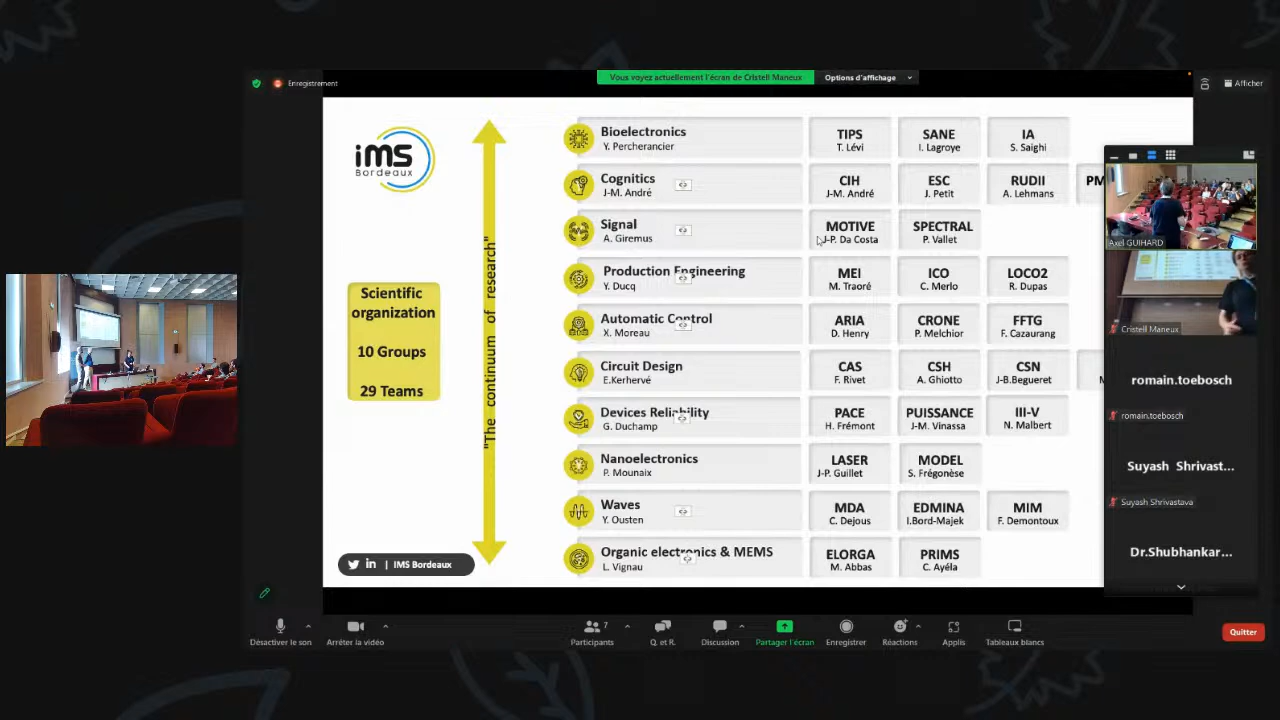 Enregistrement
Vous voyez actuellement l'écran de Cristell Maneux
Options d'affichage
Afficher
iMS
Bordeaux
Scientific
organization
10 Groups
29 Teams
"The continuum of research"
Bioelectronics
Y. Percherancier
TIPS
T. Lévi
SANE
I. Lagroye
IA
S. Saighi
Cognitics
J-M. André
CIH
J-M. André
ESC
J. Petit
RUDII
A. Lehmans
PM
Signal
A. Giremus
MOTIVE
J-P. Da Costa
SPECTRAL
P. Vallet
Production Engineering
Y. Ducq
MEI
M. Traoré
ICO
C. Merlo
LOCO2
R. Dupas
Automatic Control
X. Moreau
ARIA
D. Henry
CRONE
P. Melchior
FFTG
F. Cazaurang
Circuit Design
E.Kerhervé
CAS
F. Rivet
CSH
A. Ghiotto
CSN
J-B.Begueret
M
Devices Reliability
G. Duchamp
PACE
H. Frémont
PUISSANCE
J-M. Vinassa
III-V
N. Malbert
Nanoelectronics
P. Mounaix
LASER
J-P. Guillet
MODEL
S. Frégonèse
Waves
Y. Ousten
MDA
C. Dejous
EDMINA
I.Bord-Majek
MIM
F. Demontoux
Organic electronics & MEMS
L. Vignau
ELORGA
M. Abbas
PRIMS
C. Ayéla
in | IMS Bordeaux
Axel GUIHARD
Cristell Maneux
romain.toebosch
romain.toebosch
Suyash Shrivast...
Suyash Shrivastava
Dr.Shubhankar...
Désactiver le son
Arrêter la vidéo
Participants
7
Q. et R.
Discussion
Partager l'écran
Enregistrer
Réactions
Applis
Tableaux blancs
Quitter